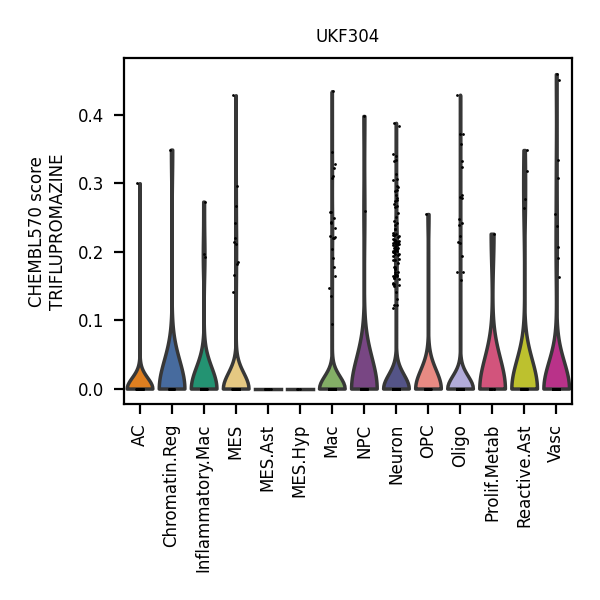 UKF304
CHEMBL570 score
TRIFLUPROMAZINE
0.4
0.3
0.2
0.1
0.0
AC
Chromatin.Reg
Inflammatory.Mac
MES
MES.Ast
MES.Hyp
Mac
NPC
Neuron
OPC
Oligo
Prolif.Metab
Reactive.Ast
Vasc